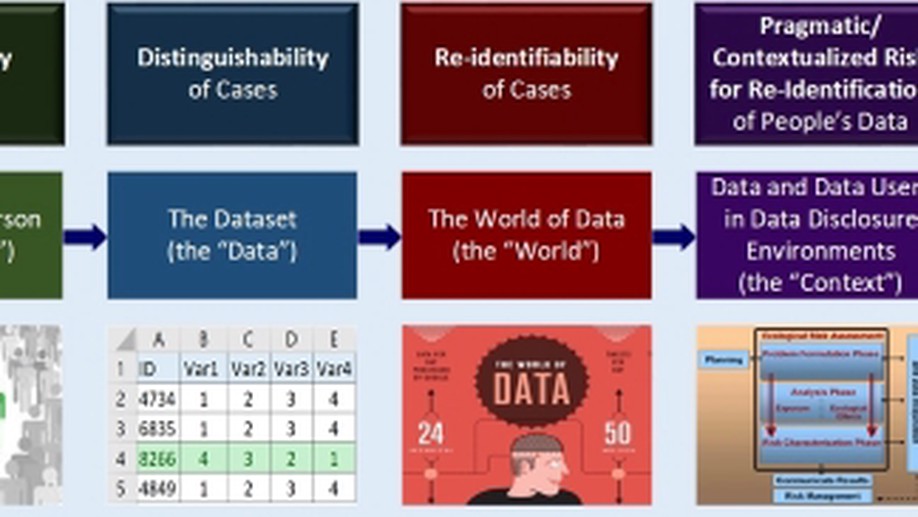 y
Distinguishability
of Cases
Re-identifiability
of Cases
Pragmatic/
Contextualized Ris
for Re-Identificatio
of People's Data
rson
")
The Dataset
(the "Data")
The World of Data
(the "World")
Data and Data User
in Data Disclosure
Environments
(the "Context")
A B C D E
1 ID Var1 Var2 Var3 Var4
2 4734 1 2 3 4
3 6835 1 2 3 4
4 8266 4 3 2 1
5 4849 1 2 3 4
THE WORLD OF
DATA
24
50
Ecological Risk Assessment
Planning
Problem Formulation Phase
Analysis Phase
Exposure
Ecological
Effects
Risk Characterization Phase
Communicate Results
Risk Management